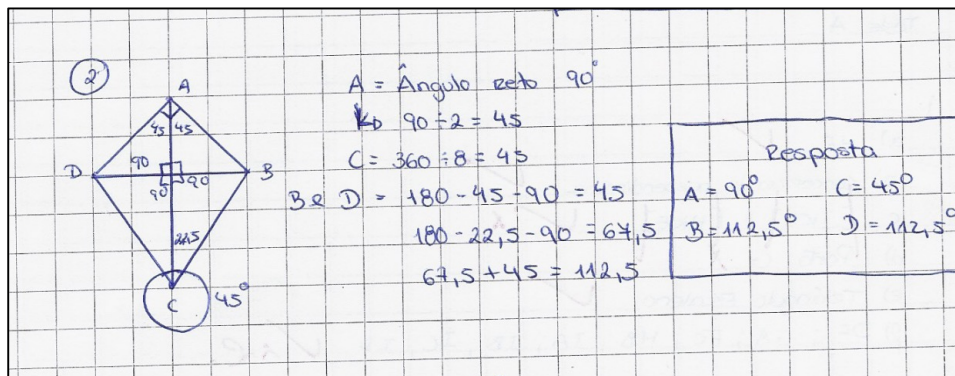 2
A
45 45
D
90
90
90
B
22,5
C
45°
A = Ângulo reto 90°
↳ 90 ÷ 2 = 45
C = 360 ÷ 8 = 45
B e D = 180 - 45 - 90 = 45
180 - 22,5 - 90 = 67,5
67,5 + 45 = 112,5
Resposta
A = 90° C = 45°
B = 112,5° D = 112,5°